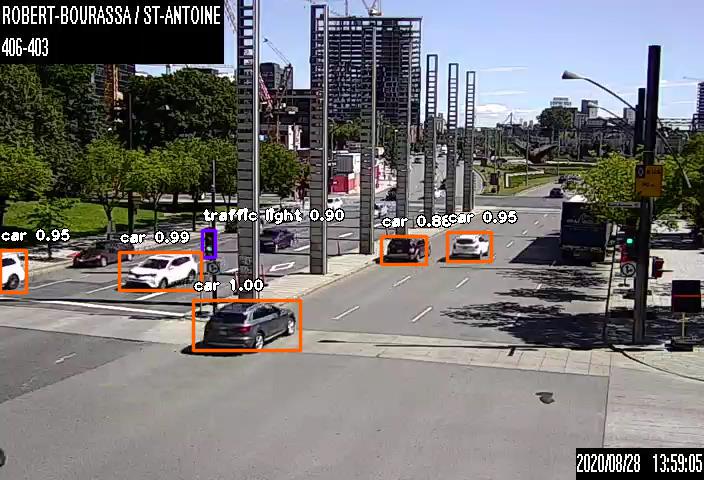 ROBERT-BOURASSA / ST-ANTOINE
406-403
traffic-light 0.90
car 0.86
car 0.95
car 0.95
car 0.99
car 1.00
2020/08/28 13:59:05